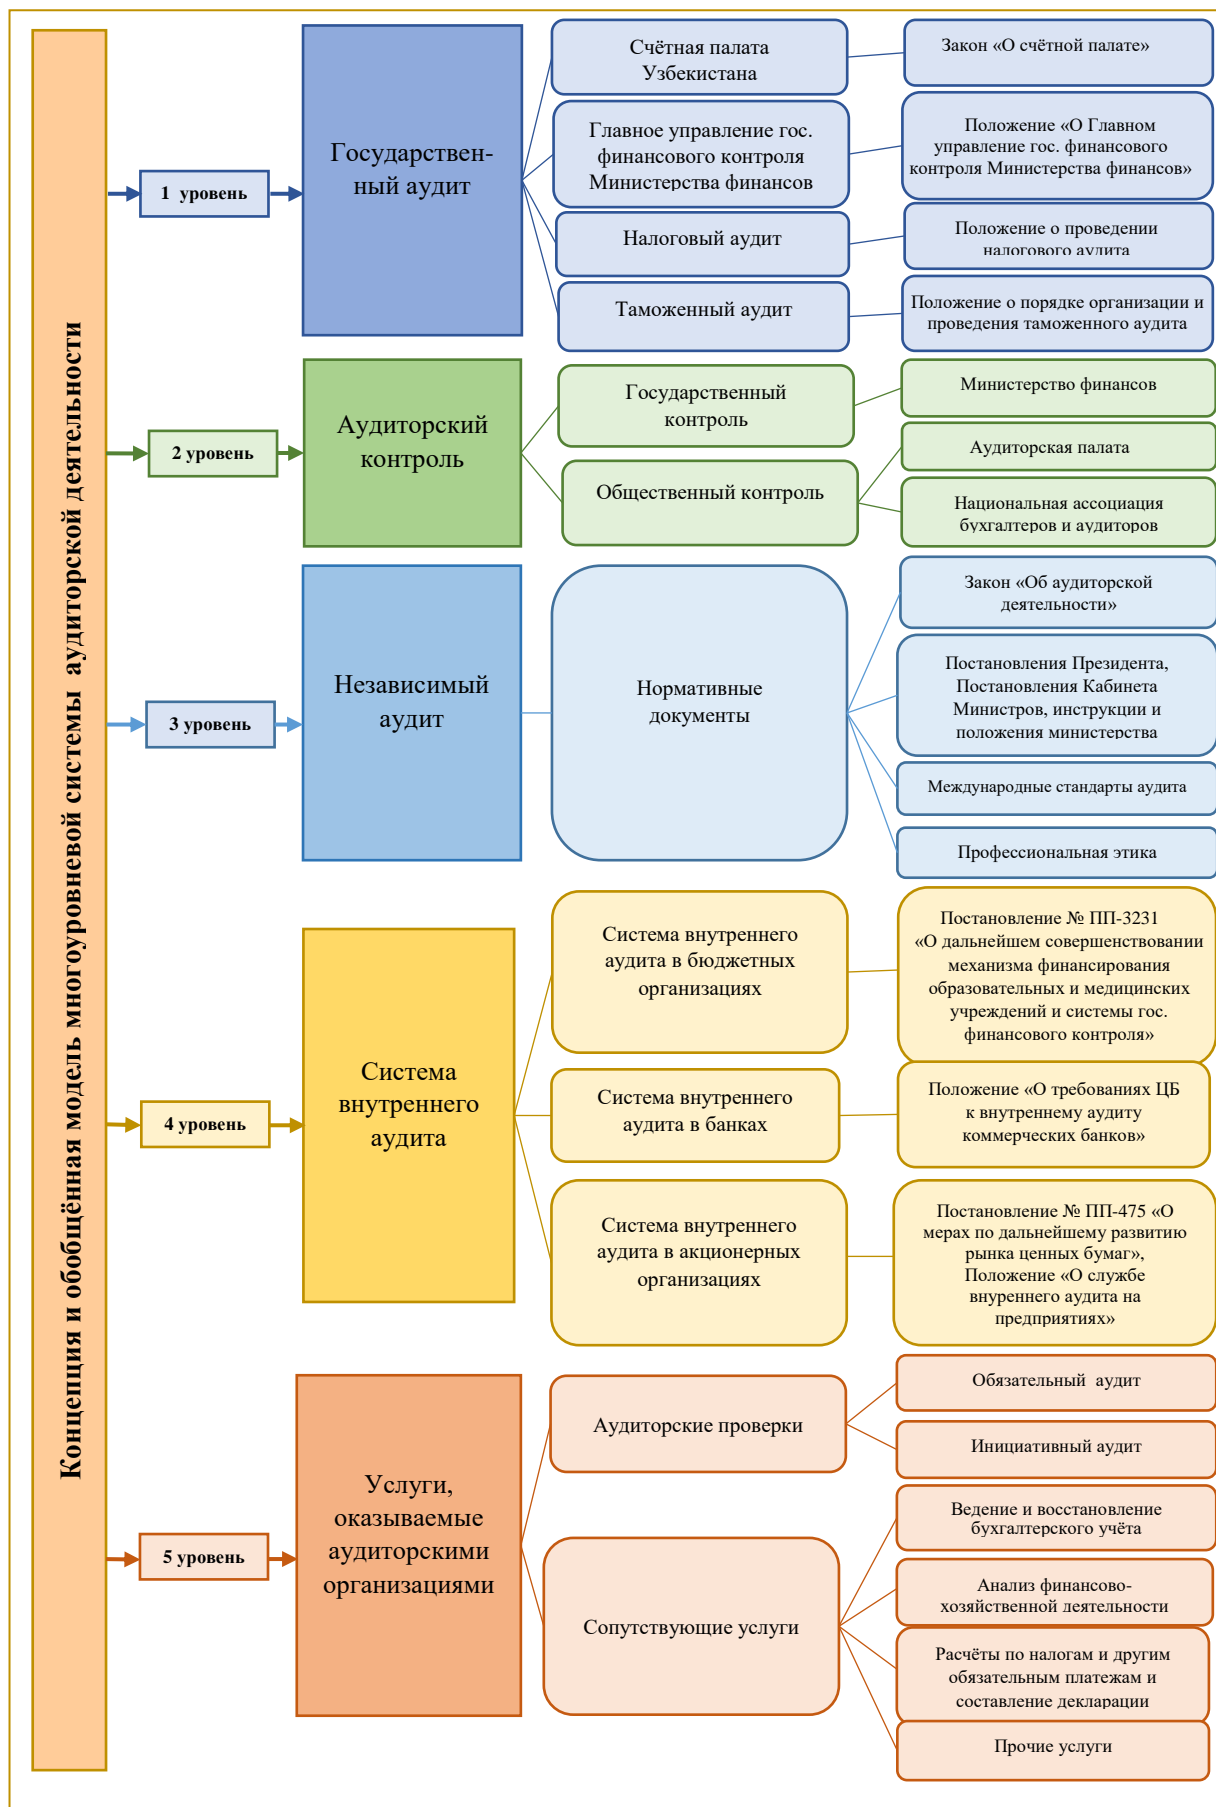 Концепция и обобщённая модель многоуровневой системы аудиторской деятельности
1 уровень
Государствен-
ный аудит
Счётная палата
Узбекистана
Закон «О счётной палате»
Главное управление гос.
финансового контроля
Министерства финансов
Положение «О Главном
управление гос. финансового
контроля Министерства финансов»
Налоговый аудит
Положение о проведении
налогового аудита
Таможенный аудит
Положение о порядке организации и
проведения таможенного аудита
2 уровень
Аудиторский
контроль
Государственный
контроль
Министерство финансов
Общественный контроль
Аудиторская палата
Национальная ассоциация
бухгалтеров и аудиторов
3 уровень
Независимый
аудит
Нормативные
документы
Закон «Об аудиторской
деятельности»
Постановления Президента,
Постановления Кабинета
Министров, инструкции и
положения министерства
Международные стандарты аудита
Профессиональная этика
4 уровень
Система
внутреннего
аудита
Система внутреннего
аудита в бюджетных
организациях
Постановление № ПП-3231
«О дальнейшем совершенствовании
механизма финансирования
образовательных и медицинских
учреждений и системы гос.
финансового контроля»
Система внутреннего
аудита в банках
Положение «О требованиях ЦБ
к внутреннему аудиту
коммерческих банков»
Система внутреннего
аудита в акционерных
организациях
Постановление № ПП-475 «О
мерах по дальнейшему развитию
рынка ценных бумаг»,
Положение «О службе
внуреннего аудита на
предприятиях»
5 уровень
Услуги,
оказываемые
аудиторскими
организациями
Аудиторские проверки
Обязательный аудит
Инициативный аудит
Сопутствующие услуги
Ведение и восстановление
бухгалтерского учёта
Анализ финансово-
хозяйственной деятельности
Расчёты по налогам и другим
обязательным платежам и
составление декларации
Прочие услуги